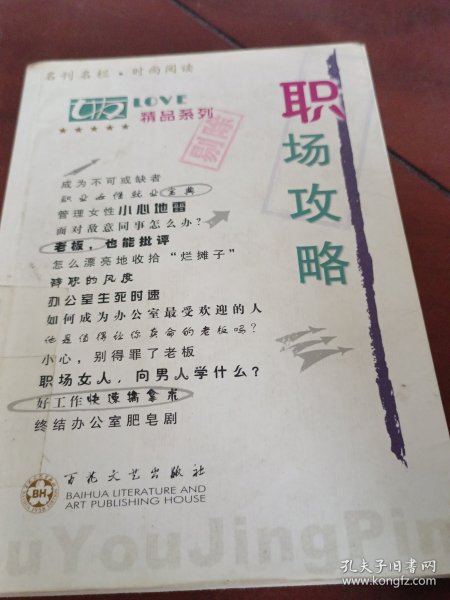 名刊名栏·时尚阅读
LOVE
精品系列
剔除
职场攻略
成为不可或缺者
职业女性就业宝典
管理女性小心地雷
面对敌意同事怎么办?
老板，也能批评
怎么漂亮地收拾“烂摊子”
辞职的风度
办公室生死时速
如何成为办公室最受欢迎的人
他是值得让你卖命的老板吗?
小心，别得罪了老板
职场女人，向男人学什么?
好工作快速擒拿术
终结办公室肥皂剧
百花文艺出版社
BH
BAIHUA LITERATURE AND
ART PUBLISHING HOUSE
uYouJingPin
孔夫子旧书网
www.kongfz.com